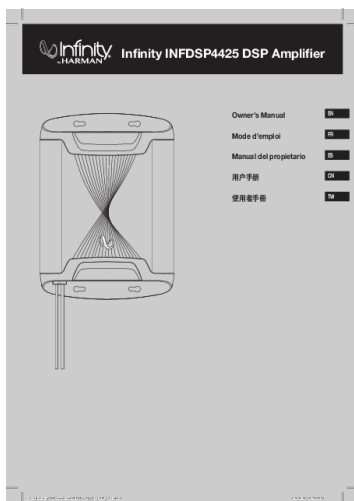 Infinity
by HARMAN
Infinity INFDSP4425 DSP Amplifier
Owner's Manual EN
Mode d'emploi FR
Manual del propietario ES
用户手册 CN
使用者手冊 TW